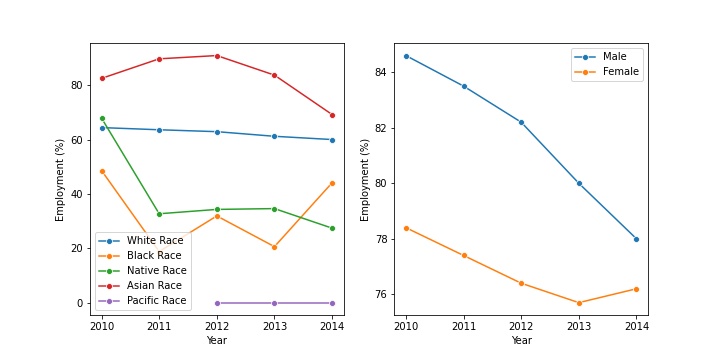 Employment (%)
80
60
40
20
0
White Race
Black Race
Native Race
Asian Race
Pacific Race
2010 2011 2012 2013 2014
Year
Employment (%)
84
82
80
78
76
Male
Female
2010 2011 2012 2013 2014
Year